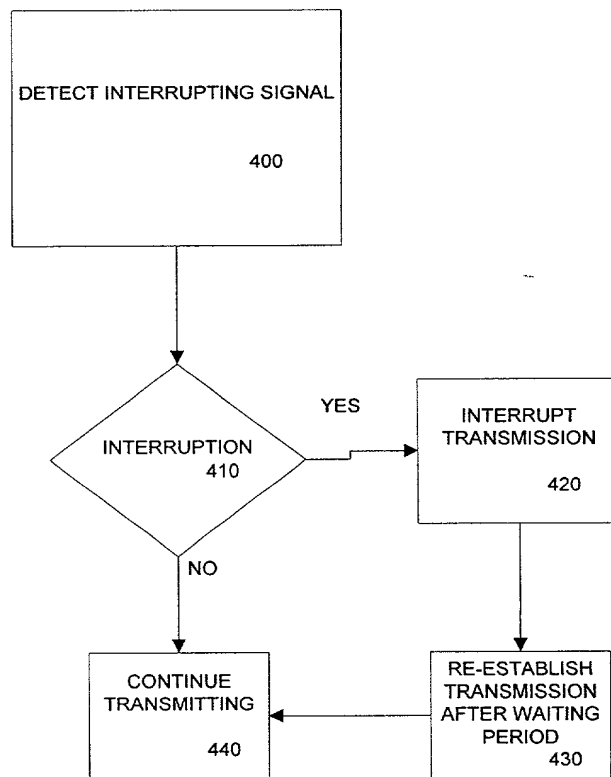 DETECT INTERRUPTING SIGNAL
400
YES
INTERRUPTION
410
INTERRUPT
TRANSMISSION
420
NO
CONTINUE
TRANSMITTING
440
RE-ESTABLISH
TRANSMISSION
AFTER WAITING
PERIOD
430